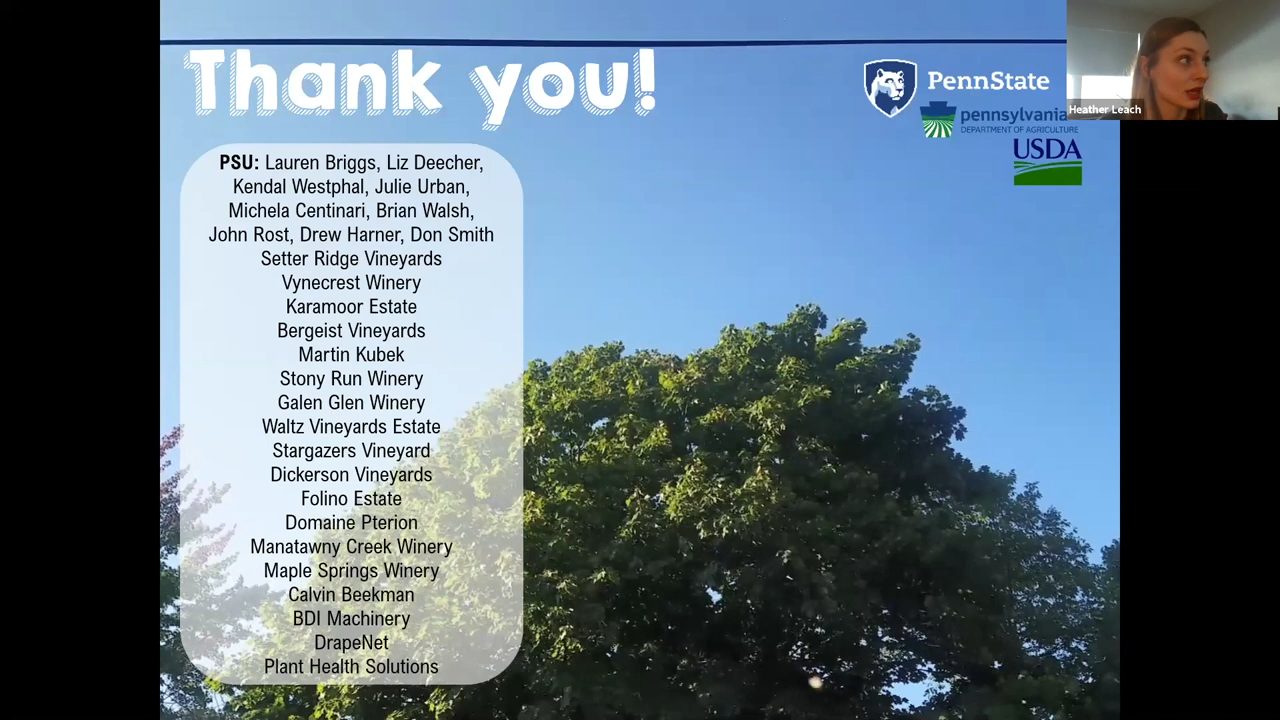 Thank you!
PennState
Heather Leach
pennsylvania
DEPARTMENT OF AGRICULTURE
USDA
PSU: Lauren Briggs, Liz Deecher,
Kendal Westphal, Julie Urban,
Michela Centinari, Brian Walsh,
John Rost, Drew Harner, Don Smith
Setter Ridge Vineyards
Vynecrest Winery
Karamoor Estate
Bergeist Vineyards
Martin Kubek
Stony Run Winery
Galen Glen Winery
Waltz Vineyards Estate
Stargazers Vineyard
Dickerson Vineyards
Folino Estate
Domaine Pterion
Manatawny Creek Winery
Maple Springs Winery
Calvin Beekman
BDI Machinery
DrapeNet
Plant Health Solutions